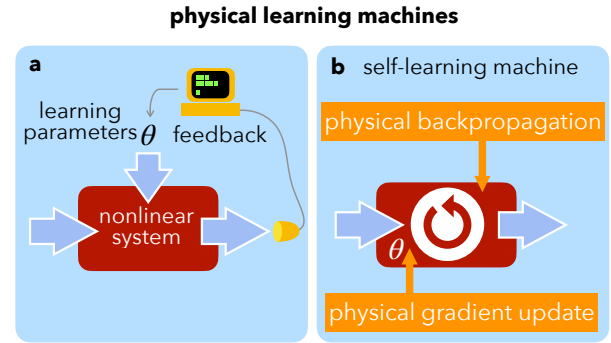 physical learning machines
a
learning
parameters θ
feedback
nonlinear
system
b self-learning machine
physical backpropagation
θ
physical gradient update